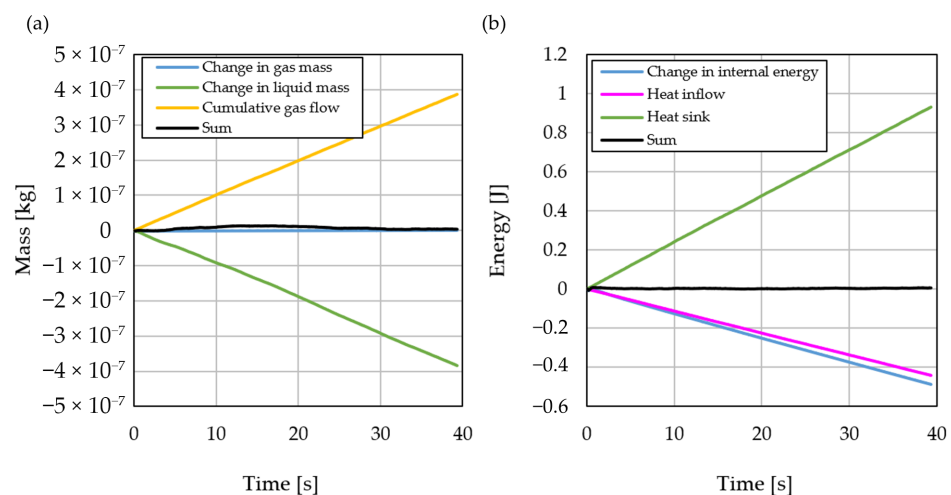 (a)
Mass [kg]
5 × 10⁻⁷
4 × 10⁻⁷
3 × 10⁻⁷
2 × 10⁻⁷
1 × 10⁻⁷
0
−1 × 10⁻⁷
−2 × 10⁻⁷
−3 × 10⁻⁷
−4 × 10⁻⁷
−5 × 10⁻⁷
Change in gas mass
Change in liquid mass
Cumulative gas flow
Sum
0 10 20 30 40
Time [s]
(b)
Energy [J]
1.2
1
0.8
0.6
0.4
0.2
0
−0.2
−0.4
−0.6
Change in internal energy
Heat inflow
Heat sink
Sum
0 10 20 30 40
Time [s]